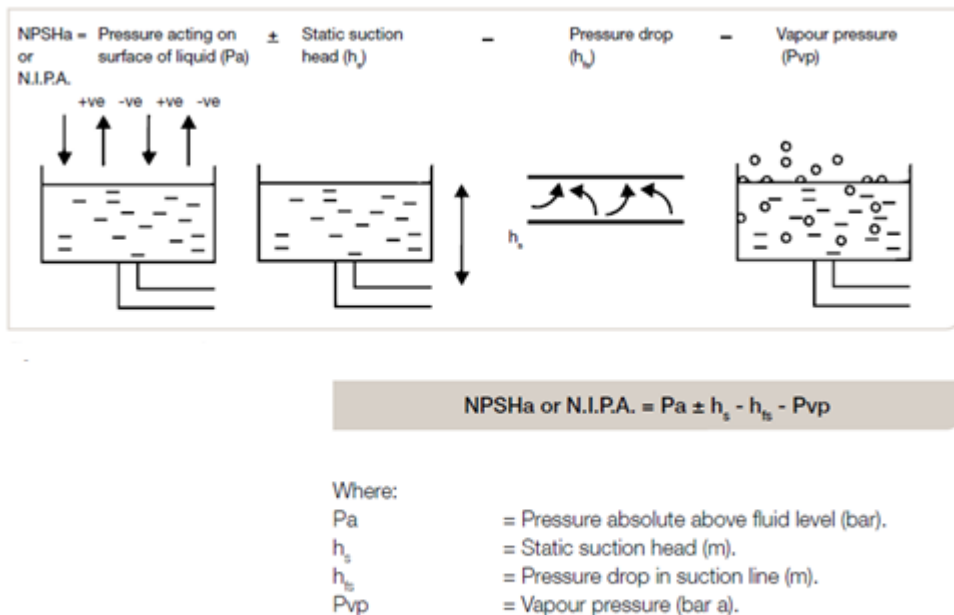 NPSHa = Pressure acting on ± Static suction – Pressure drop – Vapour pressure
or surface of liquid (Pa) head (hs) (hfs) (Pvp)
N.I.P.A.
+ve -ve +ve -ve
hs
NPSHa or N.I.P.A. = Pa ± hs - hfs - Pvp
Where:
Pa = Pressure absolute above fluid level (bar).
hs = Static suction head (m).
hfs = Pressure drop in suction line (m).
Pvp = Vapour pressure (bar a).